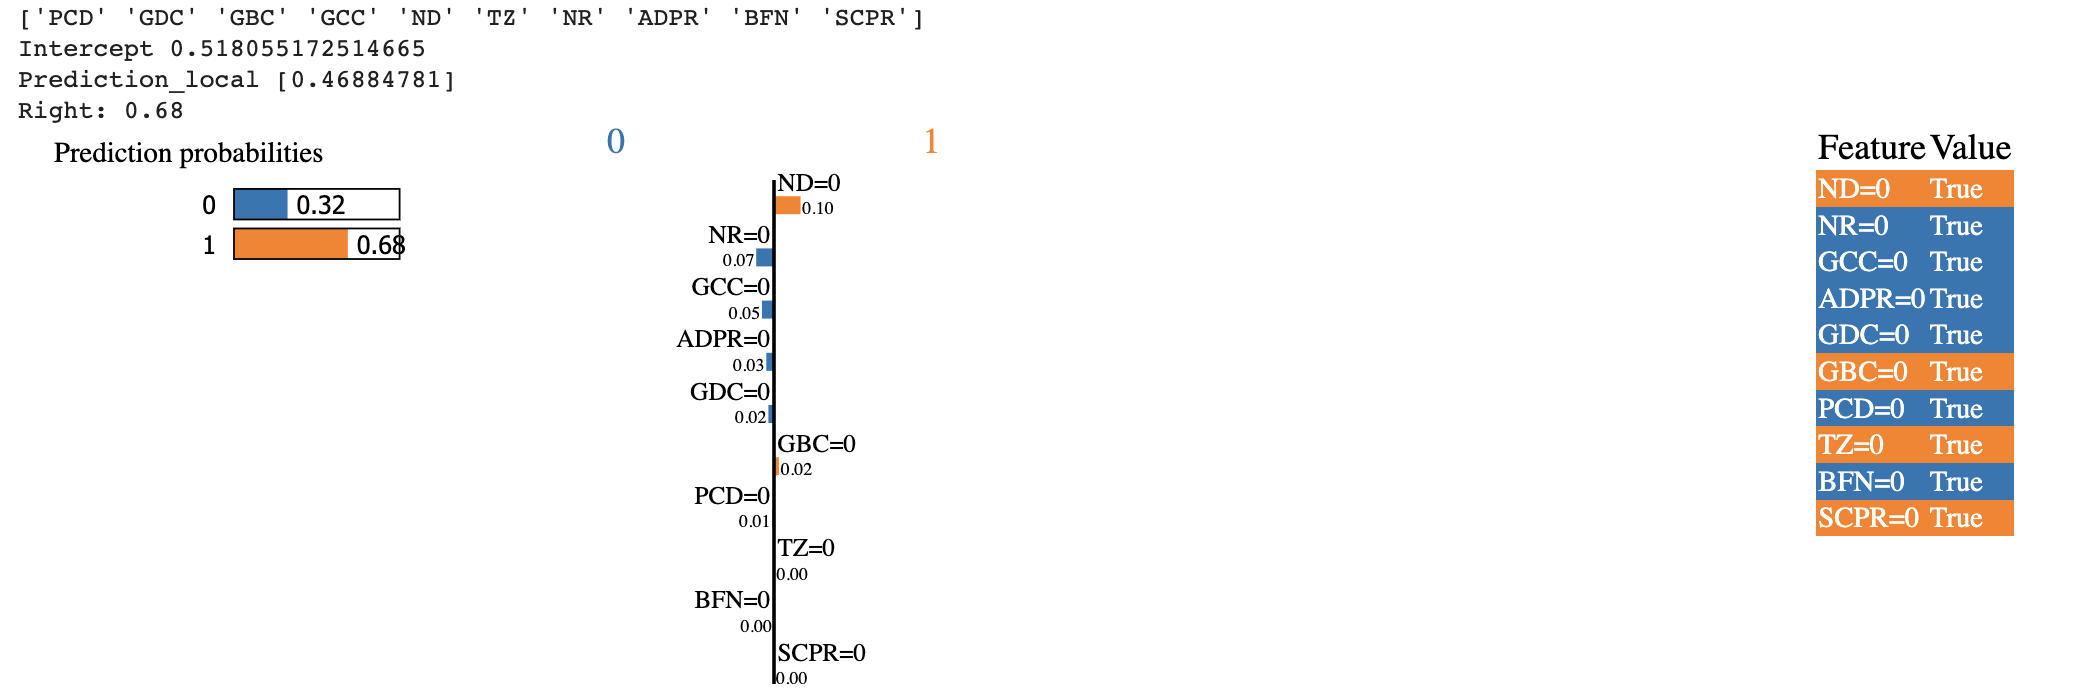 ['PCD' 'GDC' 'GBC' 'GCC' 'ND' 'TZ' 'NR' 'ADPR' 'BFN' 'SCPR']
Intercept 0.518055172514665
Prediction_local [0.46884781]
Right: 0.68
Prediction probabilities
0 0.32
1 0.68
0 1
ND=0
0.10
NR=0
0.07
GCC=0
0.05
ADPR=0
0.03
GDC=0
0.02
GBC=0
0.02
PCD=0
0.01
TZ=0
0.00
BFN=0
0.00
SCPR=0
0.00
Feature Value
ND=0 True
NR=0 True
GCC=0 True
ADPR=0 True
GDC=0 True
GBC=0 True
PCD=0 True
TZ=0 True
BFN=0 True
SCPR=0 True